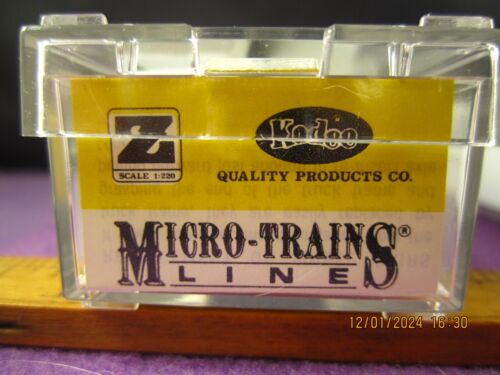 Z
SCALE 1:220
Kadee
QUALITY PRODUCTS CO.
MICRO-TRAINS®
LINE
12/01/2024 16:30